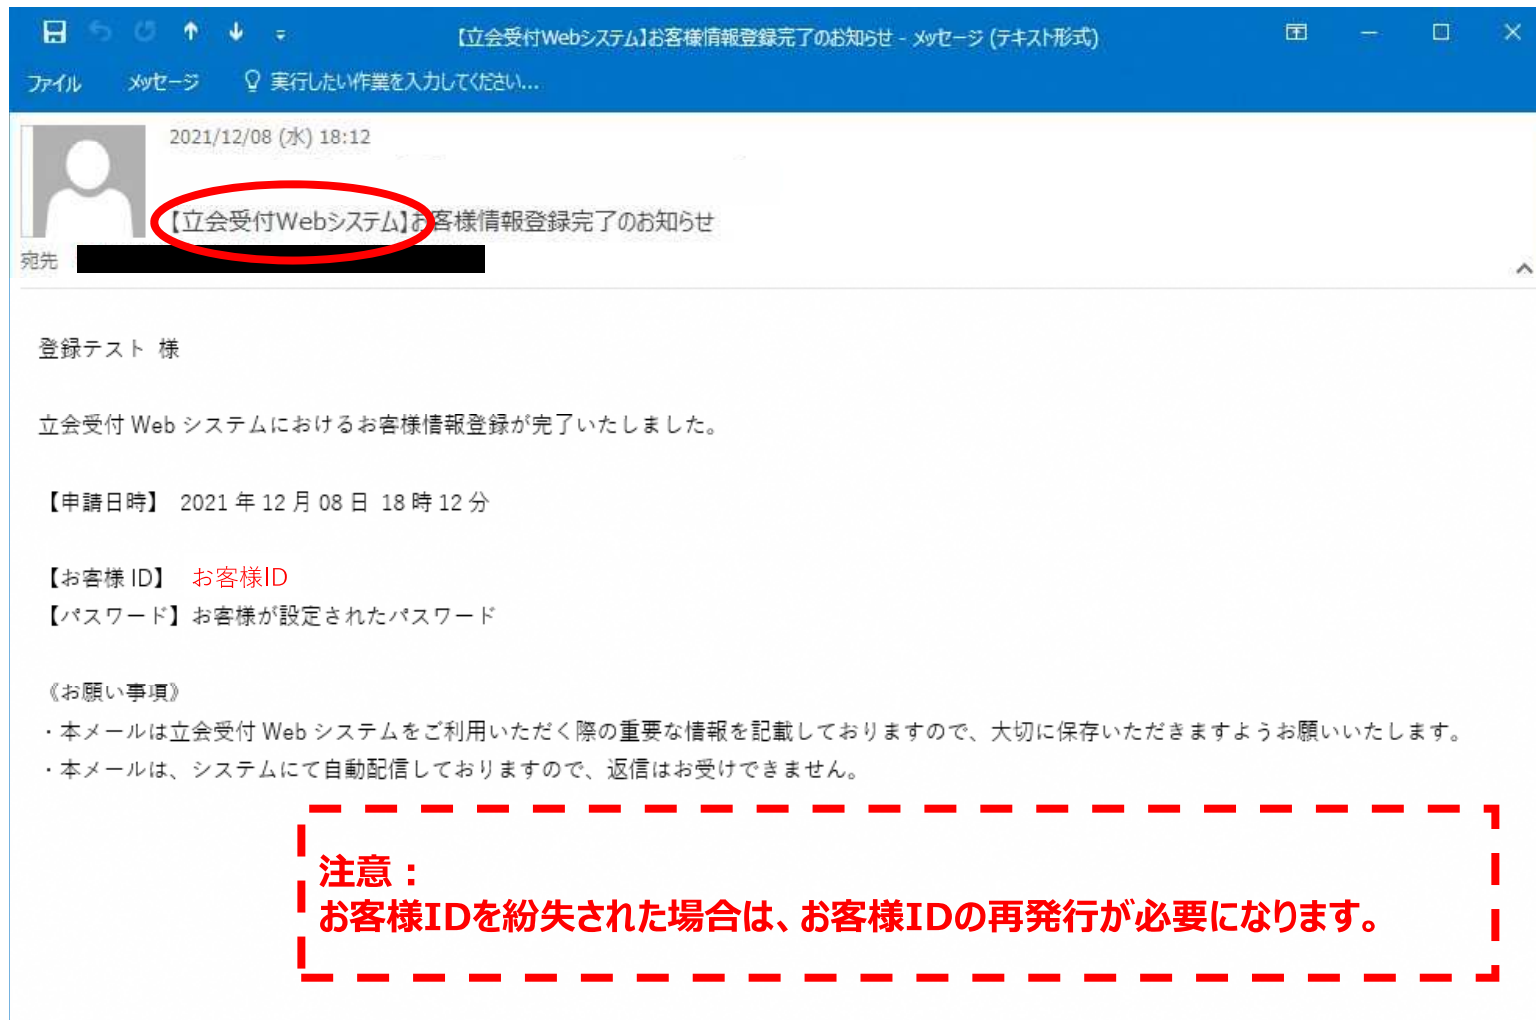 【立会受付Webシステム】お客様情報登録完了のお知らせ - メッセージ (テキスト形式)
ファイル メッセージ 実行したい作業を入力してください...
2021/12/08 (水) 18:12
【立会受付Webシステム】お客様情報登録完了のお知らせ
宛先
登録テスト 様
立会受付 Web システムにおけるお客様情報登録が完了いたしました。
【申請日時】 2021 年 12 月 08 日 18 時 12 分
【お客様 ID】 お客様ID
【パスワード】お客様が設定されたパスワード
《お願い事項》
・本メールは立会受付 Web システムをご利用いただく際の重要な情報を記載しておりますので、大切に保存いただきますようお願いいたします。
・本メールは、システムにて自動配信しておりますので、返信はお受けできません。
注意：
お客様IDを紛失された場合は、お客様IDの再発行が必要になります。